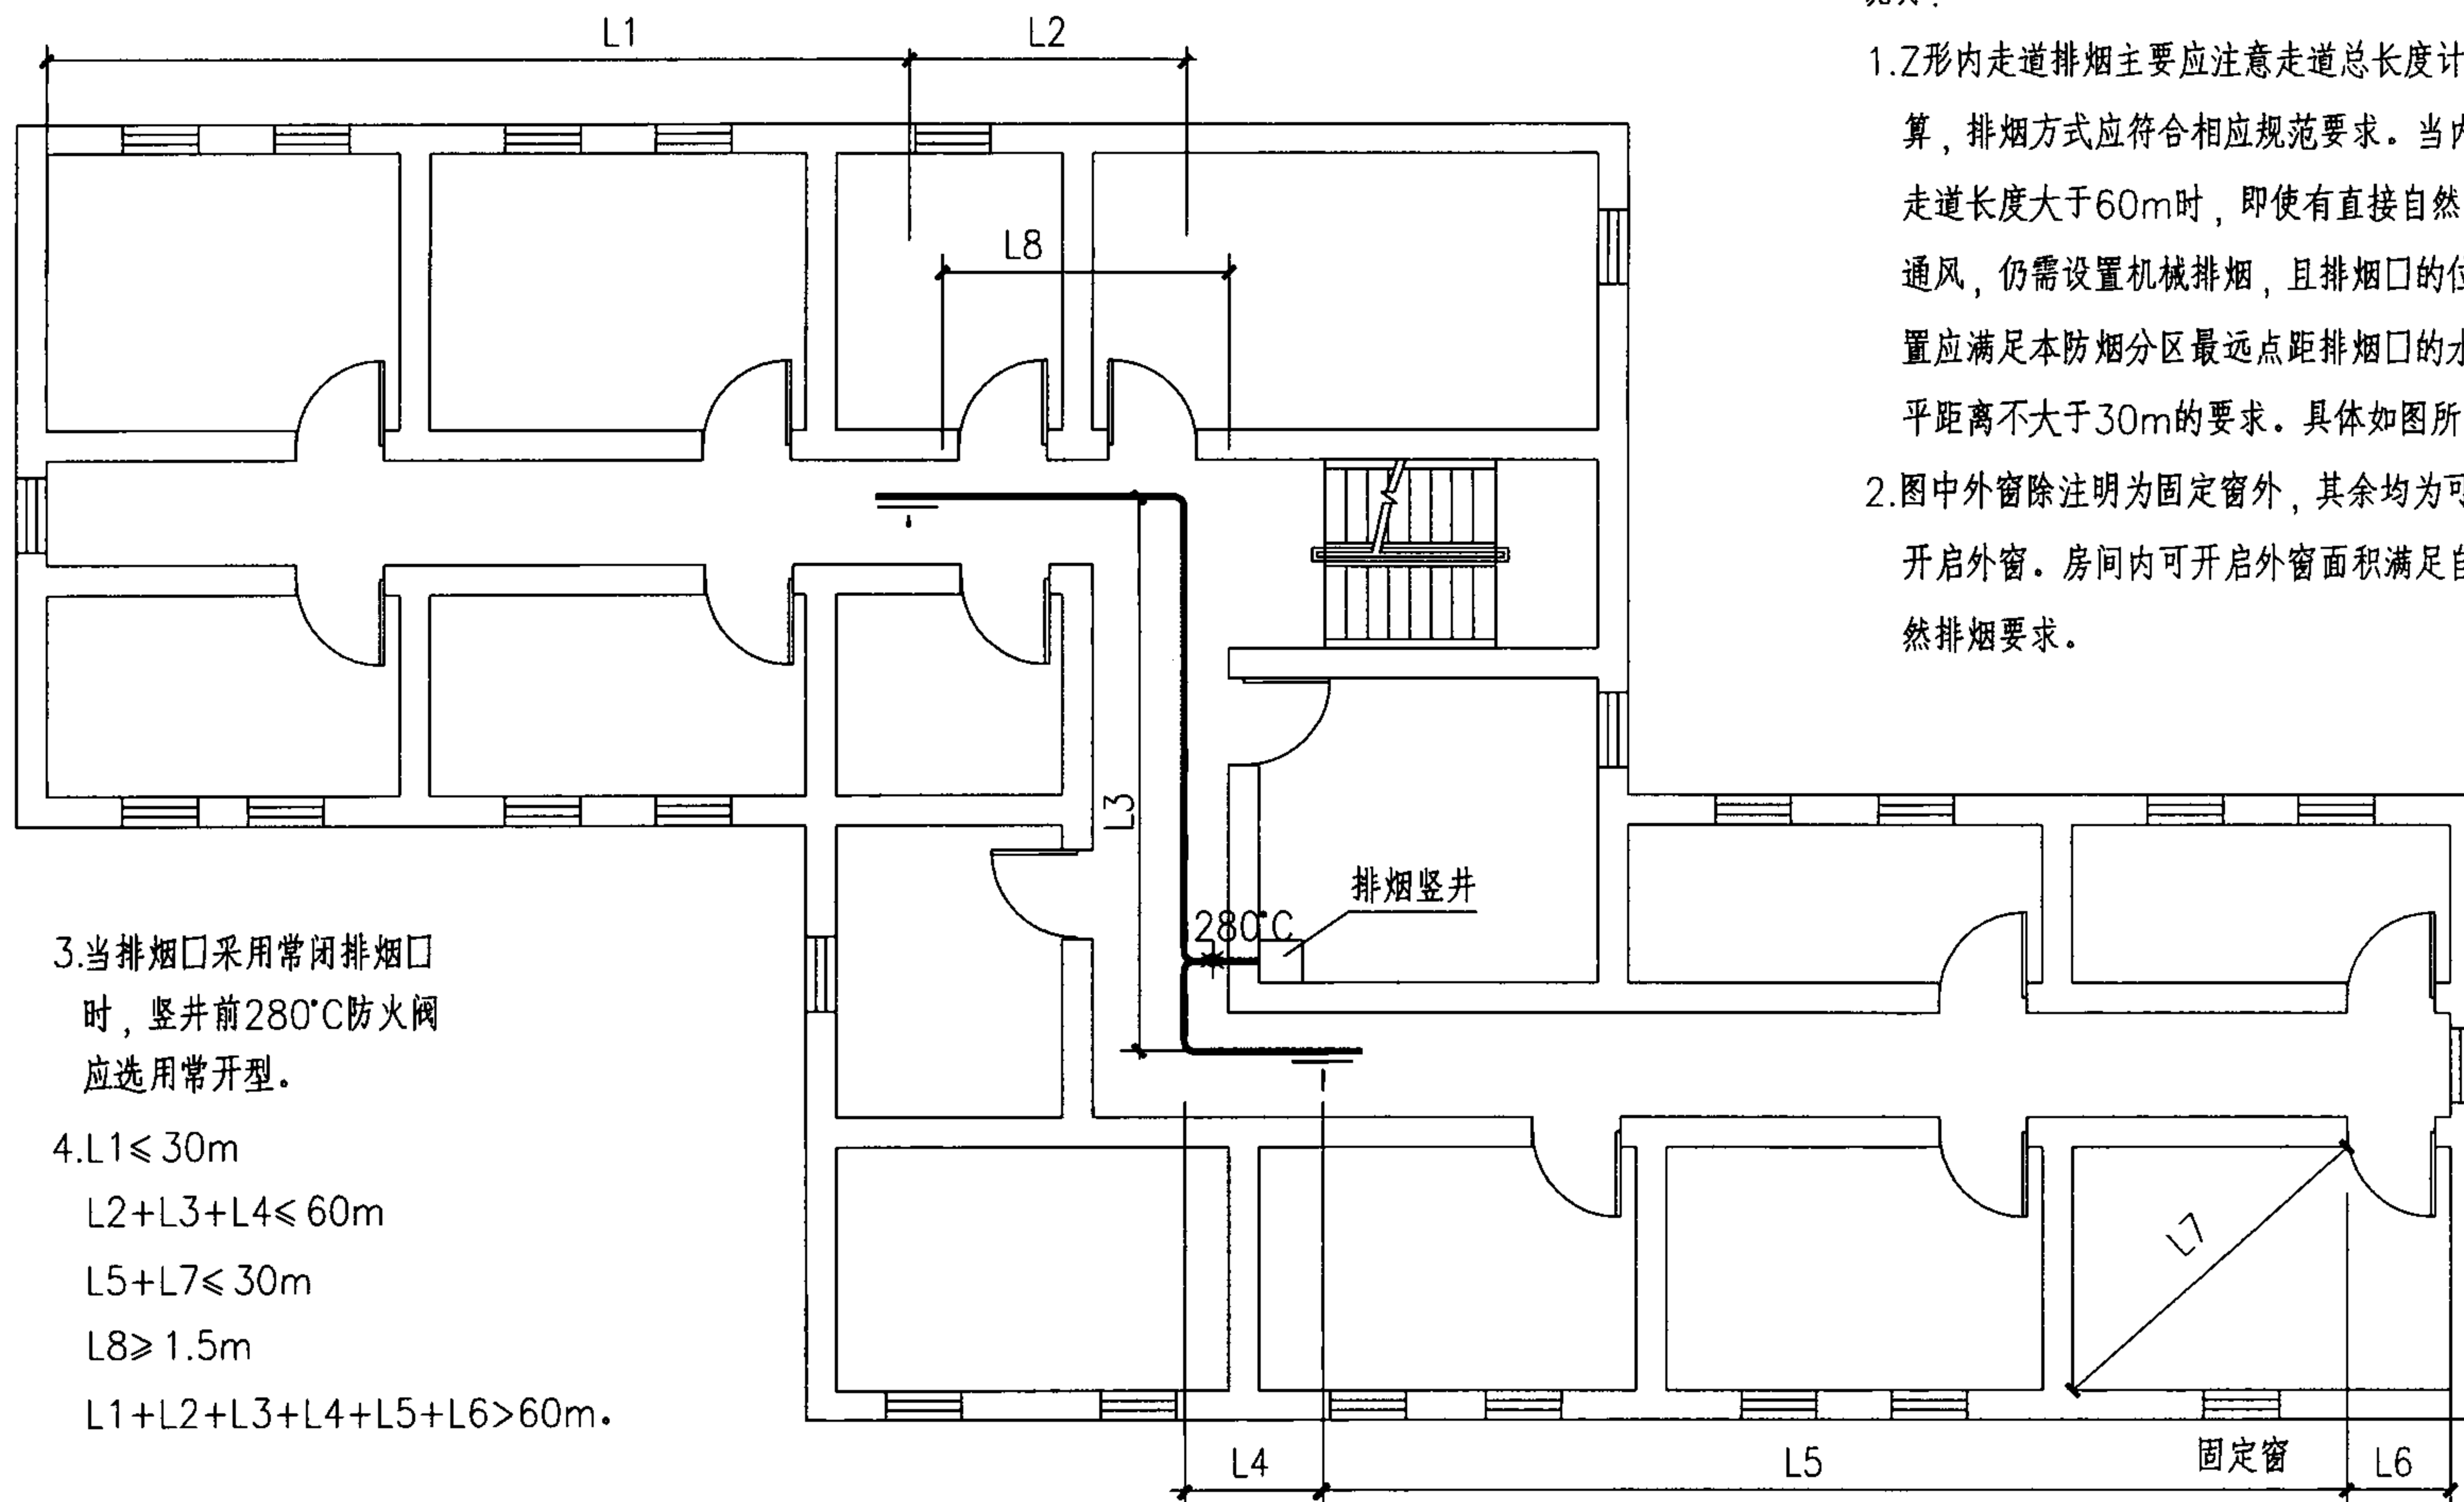 L1
L2
L8
L3
280°C
排烟竖井
L7
L4
L5
固定窗
L6
1.Z形内走道排烟主要应注意走道总长度计
算，排烟方式应符合相应规范要求。当内
走道长度大于60m时，即使有直接自然
通风，仍需设置机械排烟，且排烟口的位
置应满足本防烟分区最远点距排烟口的水
平距离不大于30m的要求。具体如图所
2.图中外窗除注明为固定窗外，其余均为可
开启外窗。房间内可开启外窗面积满足自
然排烟要求。
3.当排烟口采用常闭排烟口
时，竖井前280°C防火阀
应选用常开型。
4.L1≤30m
L2+L3+L4≤60m
L5+L7≤30m
L8≥1.5m
L1+L2+L3+L4+L5+L6>60m。